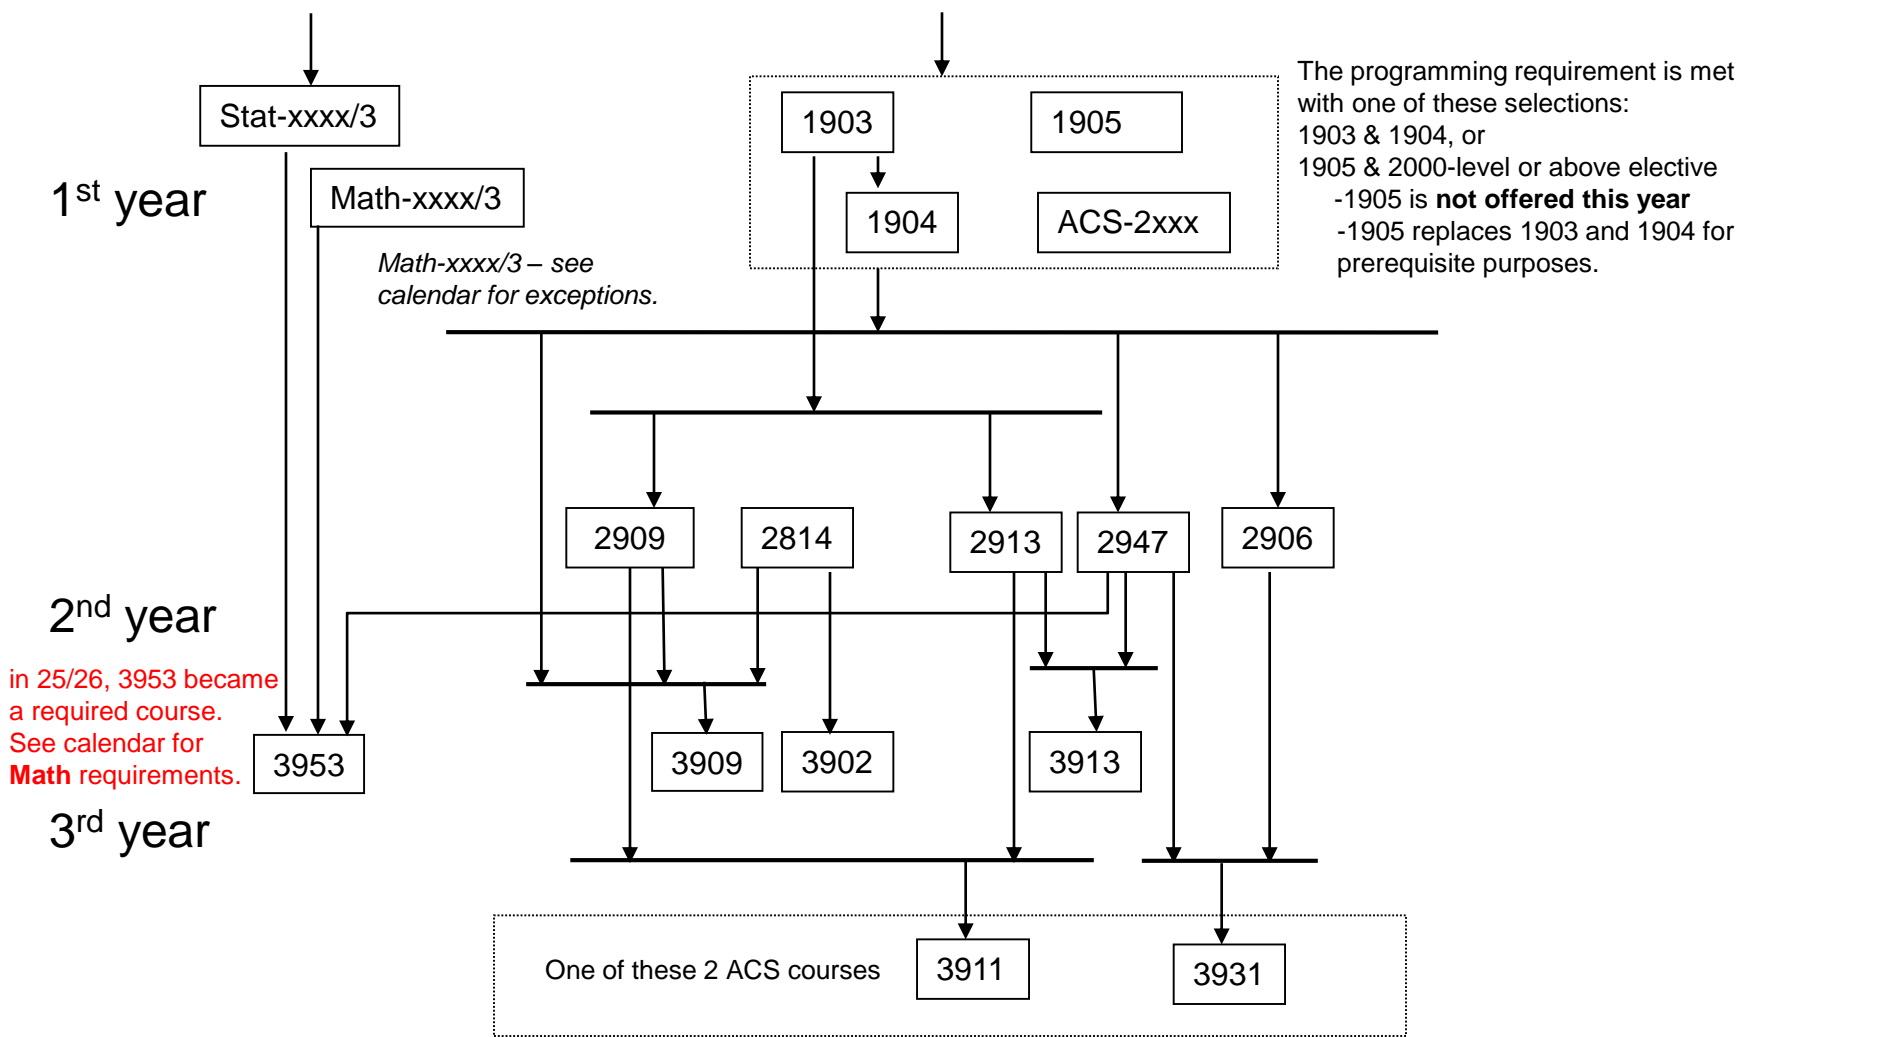 Stat-xxxx/3
1903
1905
The programming requirement is met
with one of these selections:
1903 & 1904, or
1905 & 2000-level or above elective
-1905 is not offered this year
-1905 replaces 1903 and 1904 for
prerequisite purposes.
1st year
Math-xxxx/3
1904
ACS-2xxx
Math-xxxx/3 – see
calendar for exceptions.
2909
2814
2913
2947
2906
2nd year
in 25/26, 3953 became
a required course.
See calendar for
Math requirements.
3953
3909
3902
3913
3rd year
One of these 2 ACS courses
3911
3931